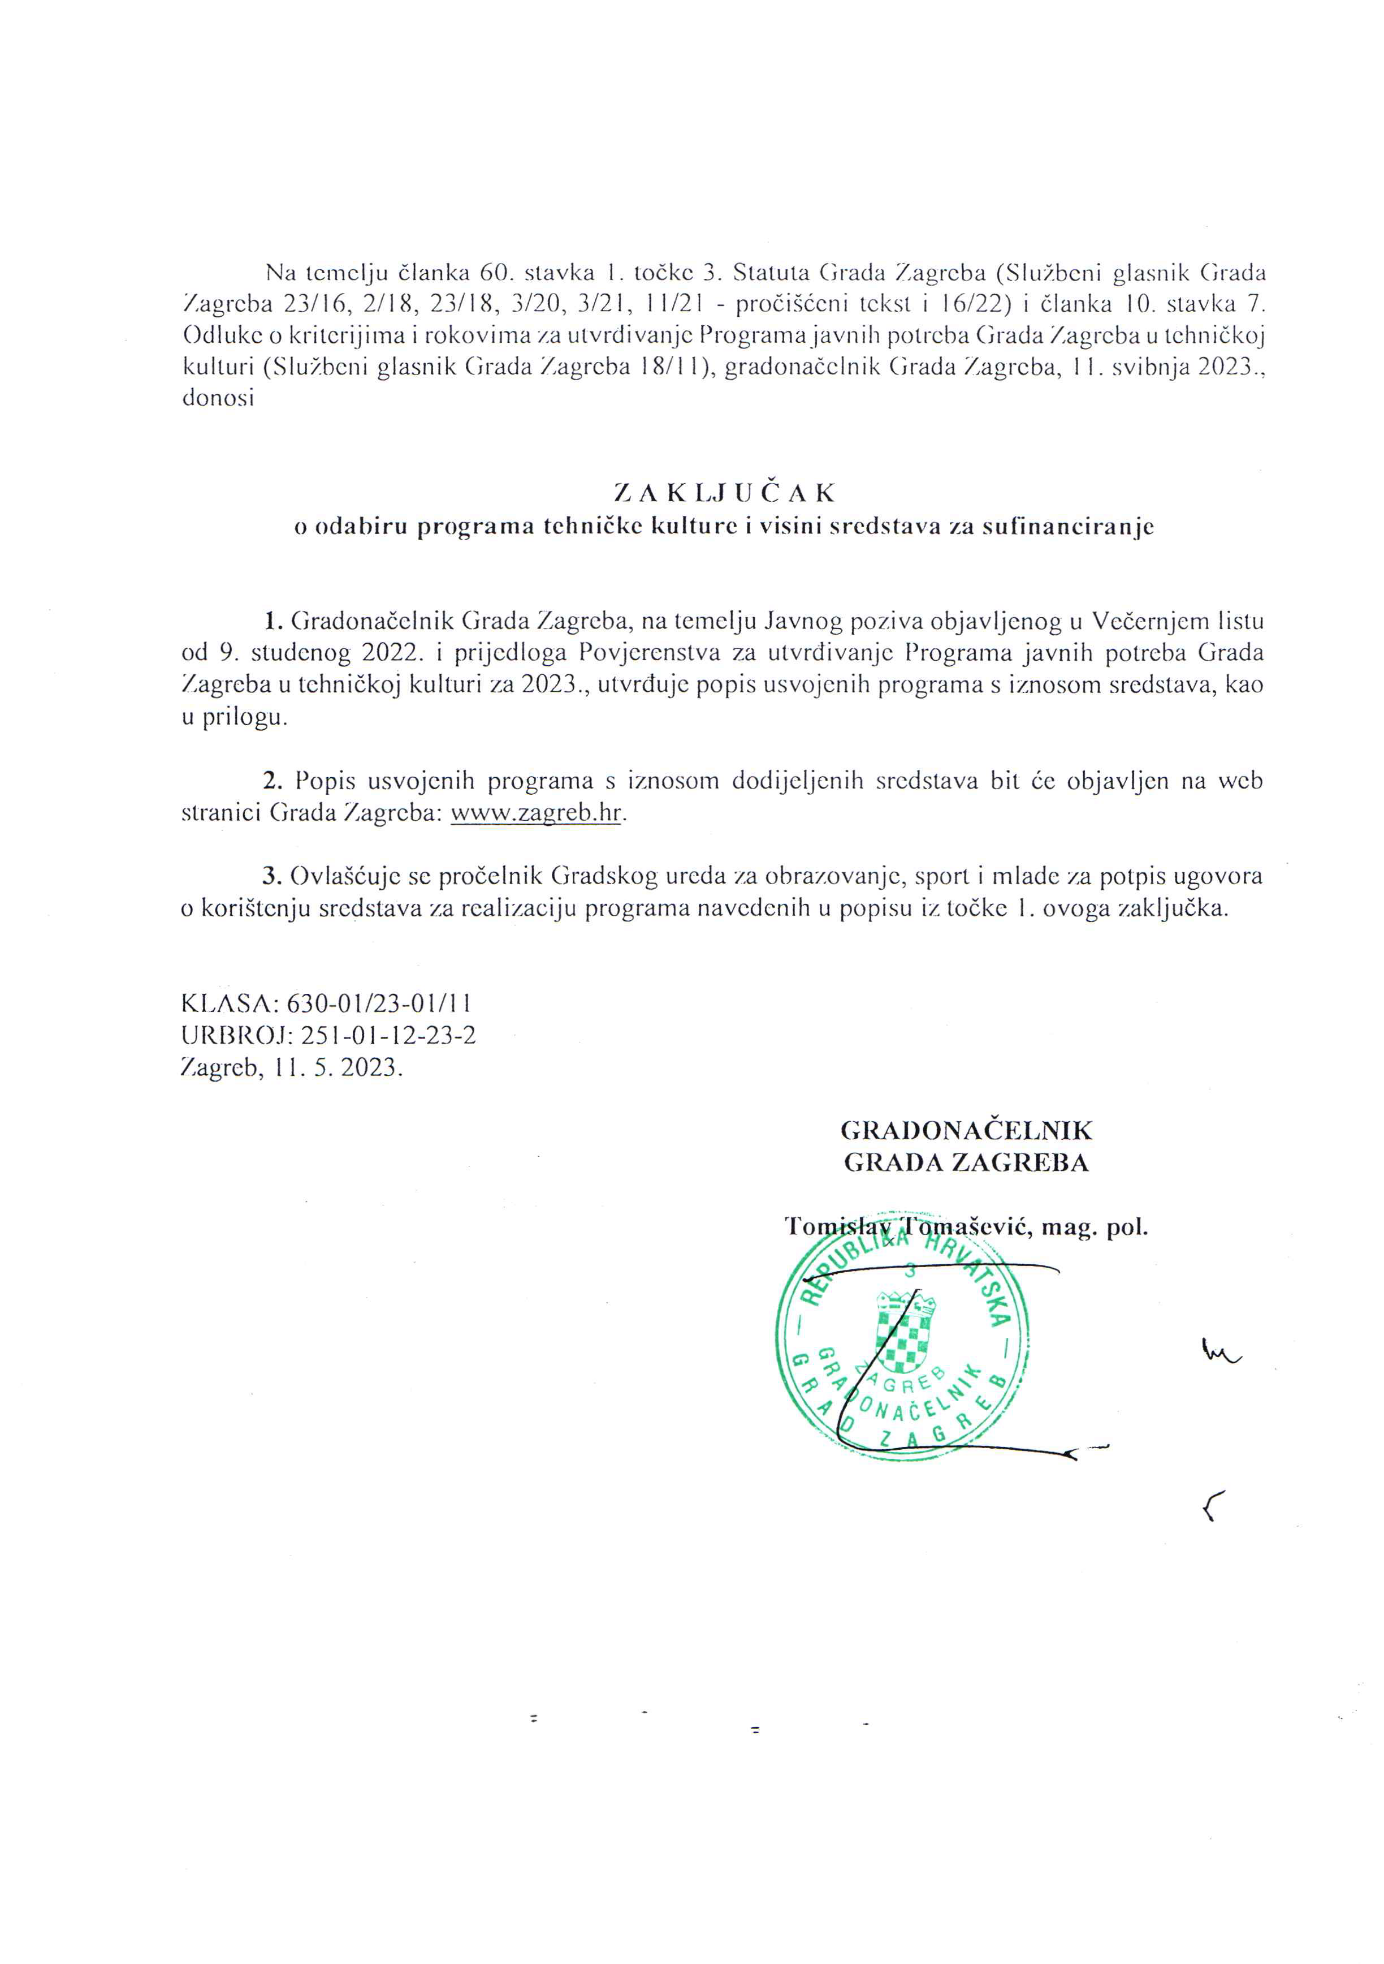 Na temelju članka 60. stavka 1. točke 3. Statuta Grada Zagreba (Službeni glasnik Grada
Zagreba 23/16, 2/18, 23/18, 3/20, 3/21, 11/21 - pročišćeni tekst i 16/22) i članka 10. stavka 7.
Odluke o kriterijima i rokovima za utvrđivanje Programa javnih potreba Grada Zagreba u tehničkoj
kulturi (Službeni glasnik Grada Zagreba 18/11), gradonačelnik Grada Zagreba, 11. svibnja 2023.,
donosi
Z A K LJ U Č A K
o odabiru programa tehničke kulture i visini sredstava za sufinanciranje
1. Gradonačelnik Grada Zagreba, na temelju Javnog poziva objavljenog u Večernjem listu
od 9. studenog 2022. i prijedloga Povjerenstva za utvrđivanje Programa javnih potreba Grada
Zagreba u tehničkoj kulturi za 2023., utvrđuje popis usvojenih programa s iznosom sredstava, kao
u prilogu.
2. Popis usvojenih programa s iznosom dodijeljenih sredstava bit će objavljen na web
stranici Grada Zagreba: www.zagreb.hr.
3. Ovlašćuje se pročelnik Gradskog ureda za obrazovanje, sport i mlade za potpis ugovora
o korištenju sredstava za realizaciju programa navedenih u popisu iz točke 1. ovoga zaključka.
KLASA: 630-01/23-01/11
URBROJ: 251-01-12-23-2
Zagreb, 11. 5. 2023.
GRADONAČELNIK
GRADA ZAGREBA
Tomislav Tomašević, mag. pol.
REPUBLIKA HRVATSKA
3
ZAGREB
GRADONAČELNIK
GRAD ZAGREB